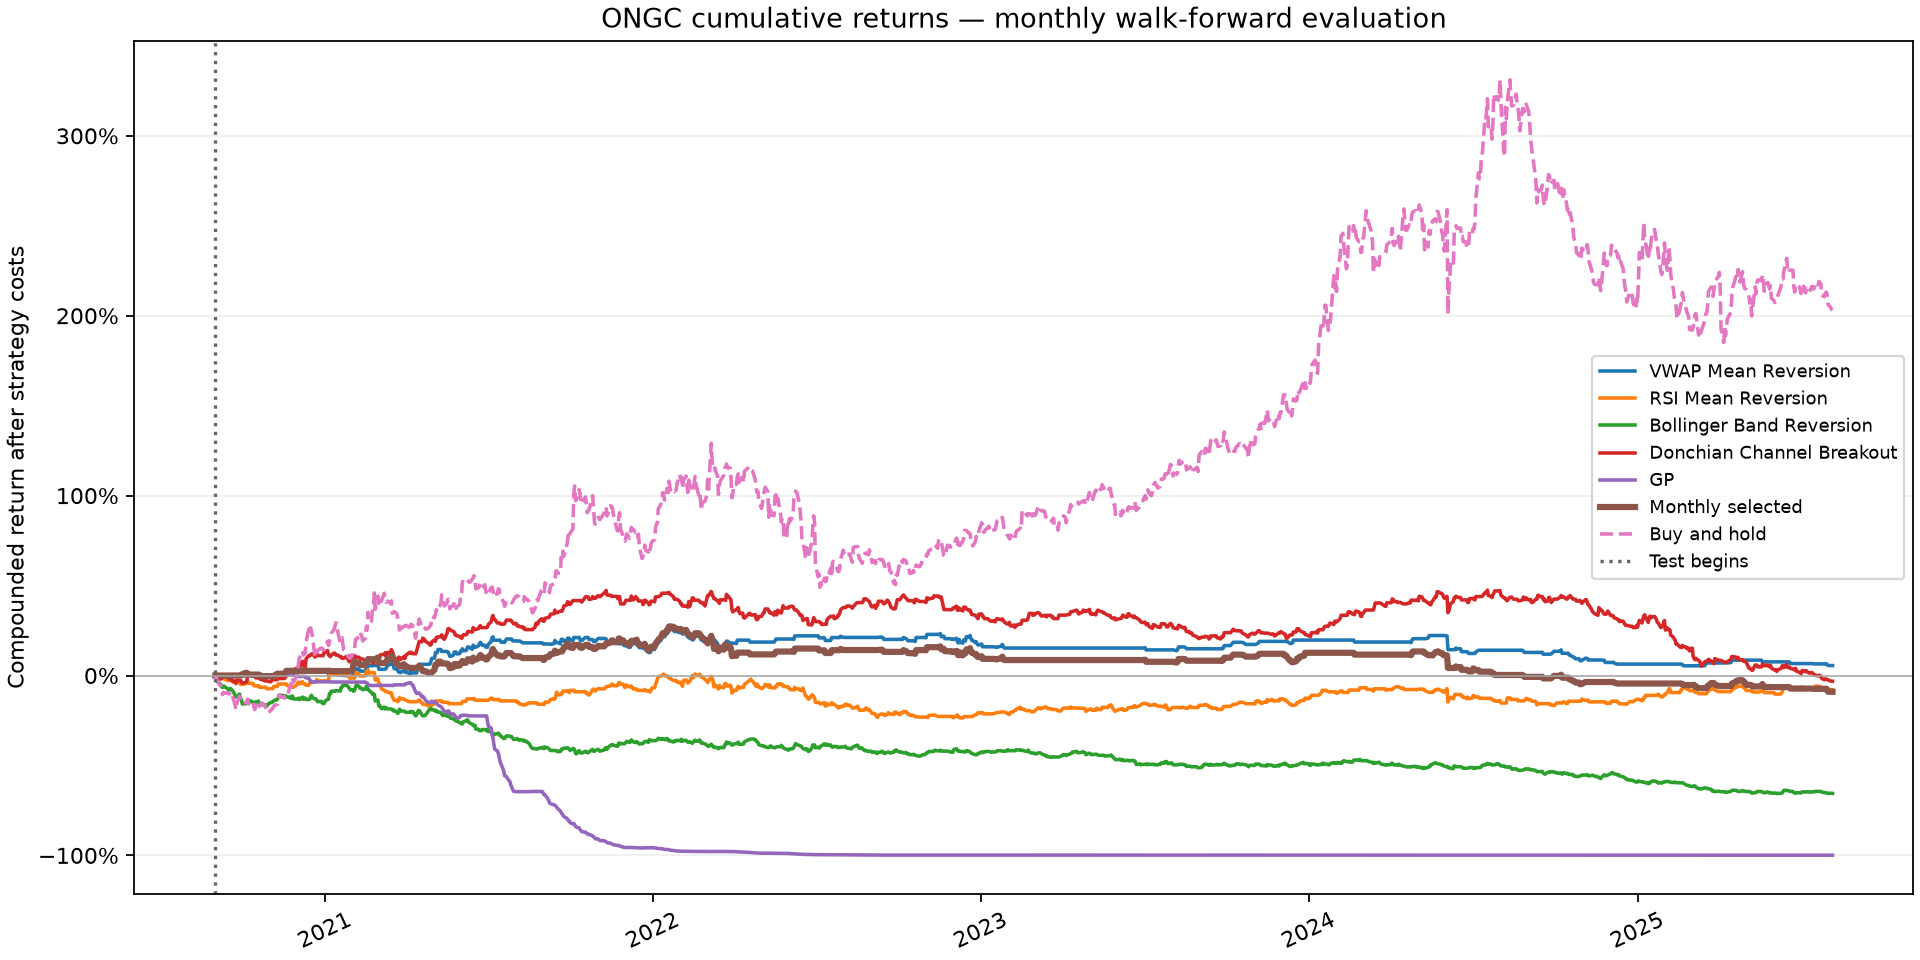 ONGC cumulative returns — monthly walk-forward evaluation
Compounded return after strategy costs
300%
200%
100%
0%
−100%
2021
2022
2023
2024
2025
VWAP Mean Reversion
RSI Mean Reversion
Bollinger Band Reversion
Donchian Channel Breakout
GP
Monthly selected
Buy and hold
Test begins